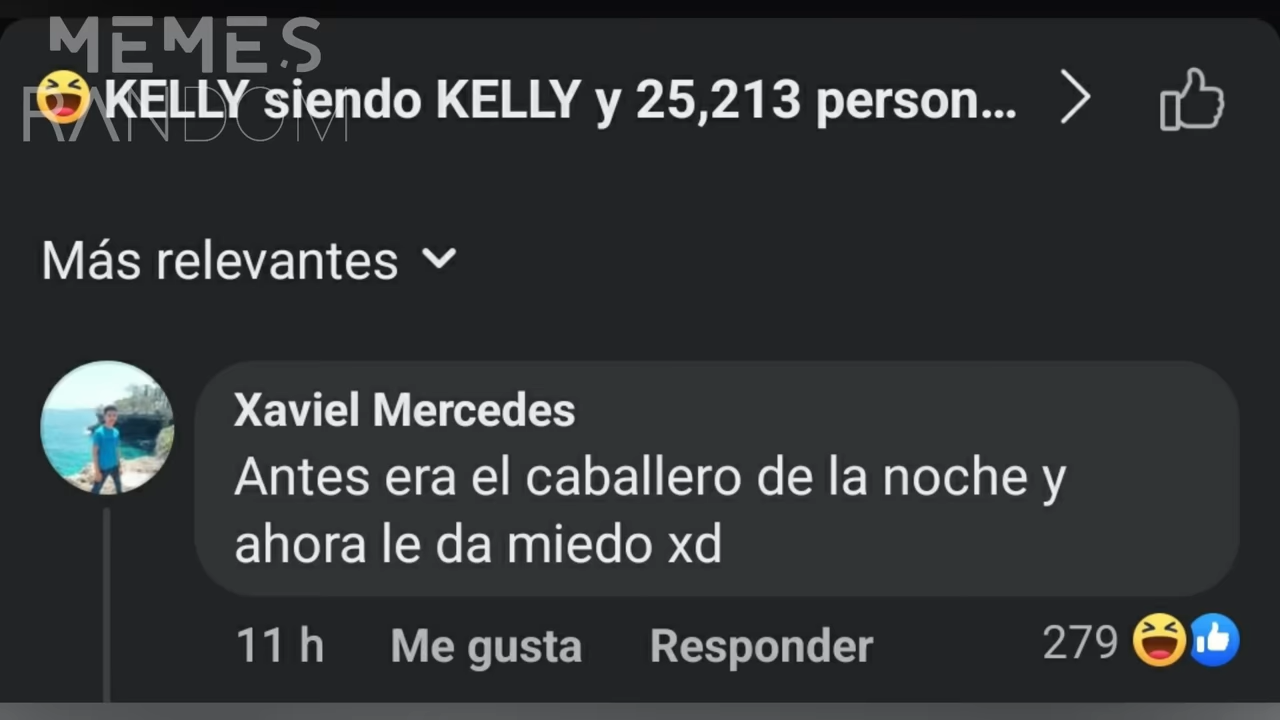 MEMES
RANDOM
KELLY siendo KELLY y 25,213 person...
Más relevantes
Xaviel Mercedes
Antes era el caballero de la noche y
ahora le da miedo xd
11 h Me gusta Responder 279